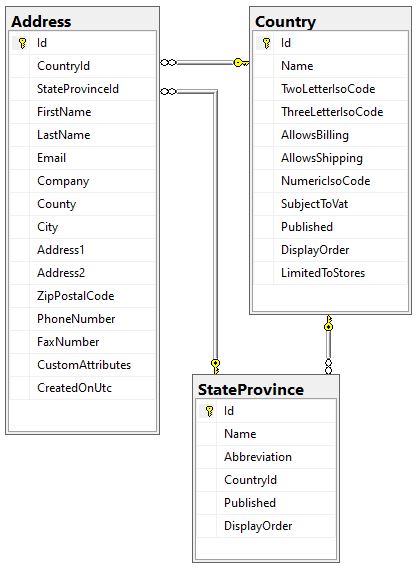 Address
Id
CountryId
StateProvinceId
FirstName
LastName
Email
Company
County
City
Address1
Address2
ZipPostalCode
PhoneNumber
FaxNumber
CustomAttributes
CreatedOnUtc
Country
Id
Name
TwoLetterIsoCode
ThreeLetterIsoCode
AllowsBilling
AllowsShipping
NumericIsoCode
SubjectToVat
Published
DisplayOrder
LimitedToStores
StateProvince
Id
Name
Abbreviation
CountryId
Published
DisplayOrder